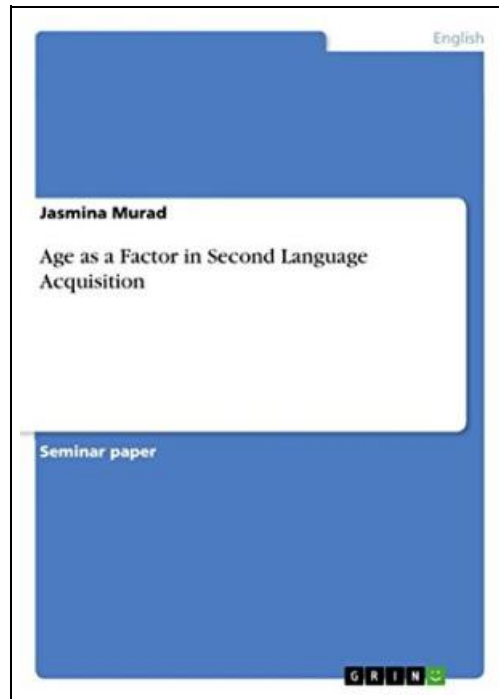 English
Jasmina Murad
Age as a Factor in Second Language
Acquisition
Seminar paper
GRIN